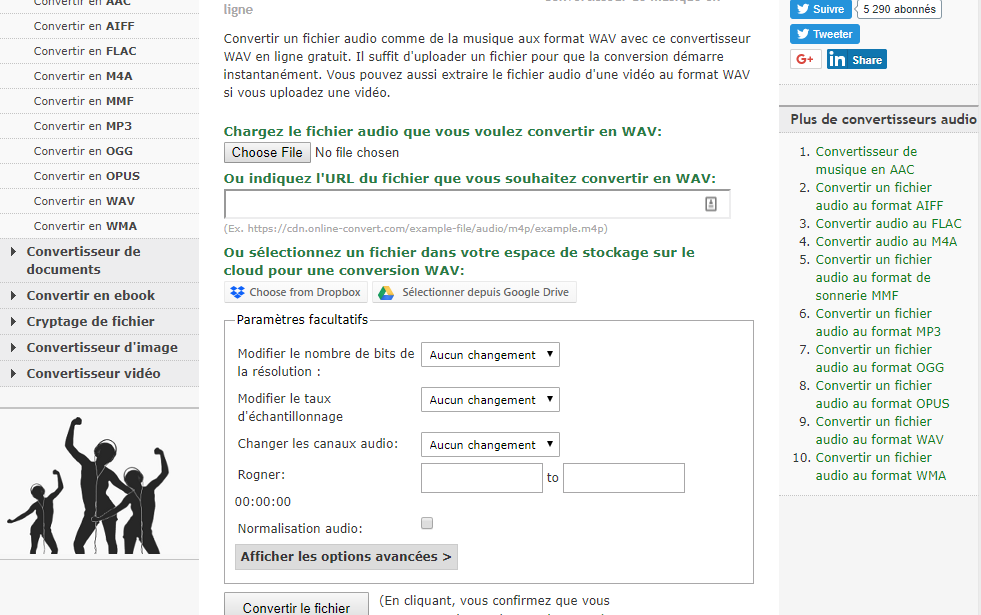 Convertir en AAC
Convertir en AIFF
Convertir en FLAC
Convertir en M4A
Convertir en MMF
Convertir en MP3
Convertir en OGG
Convertir en OPUS
Convertir en WAV
Convertir en WMA
Convertisseur de
documents
Convertir en ebook
Cryptage de fichier
Convertisseur d'image
Convertisseur vidéo
ligne
Convertir un fichier audio comme de la musique aux format WAV avec ce convertisseur
WAV en ligne gratuit. Il suffit d'uploader un fichier pour que la conversion démarre
instantanément. Vous pouvez aussi extraire le fichier audio d'une vidéo au format WAV
si vous uploadez une vidéo.
Chargez le fichier audio que vous voulez convertir en WAV:
Choose File No file chosen
Ou indiquez l'URL du fichier que vous souhaitez convertir en WAV:
(Ex. https://cdn.online-convert.com/example-file/audio/m4p/example.m4p)
Ou sélectionnez un fichier dans votre espace de stockage sur le
cloud pour une conversion WAV:
Choose from Dropbox Sélectionner depuis Google Drive
Paramètres facultatifs
Modifier le nombre de bits de
la résolution :
Aucun changement
Modifier le taux
d'échantillonnage
Aucun changement
Changer les canaux audio: Aucun changement
Rogner: to
00:00:00
Normalisation audio:
Afficher les options avancées >
Convertir le fichier
(En cliquant, vous confirmez que vous
Suivre 5 290 abonnés
Tweeter
G+ in Share
Plus de convertisseurs audio
1. Convertisseur de
musique en AAC
2. Convertir un fichier
audio au format AIFF
3. Convertir audio au FLAC
4. Convertir audio au M4A
5. Convertir un fichier
audio au format de
sonnerie MMF
6. Convertir un fichier
audio au format MP3
7. Convertir un fichier
audio au format OGG
8. Convertir un fichier
audio au format OPUS
9. Convertir un fichier
audio au format WAV
10. Convertir un fichier
audio au format WMA